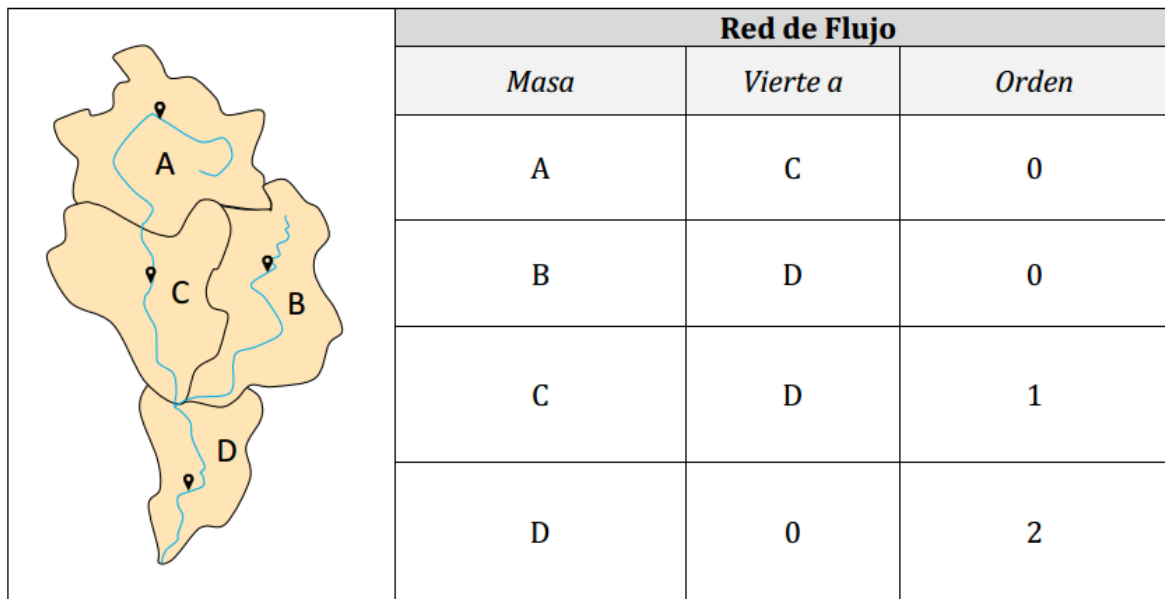 Red de Flujo
Masa Vierte a Orden
A C 0
B D 0
C D 1
D 0 2
A
C
B
D